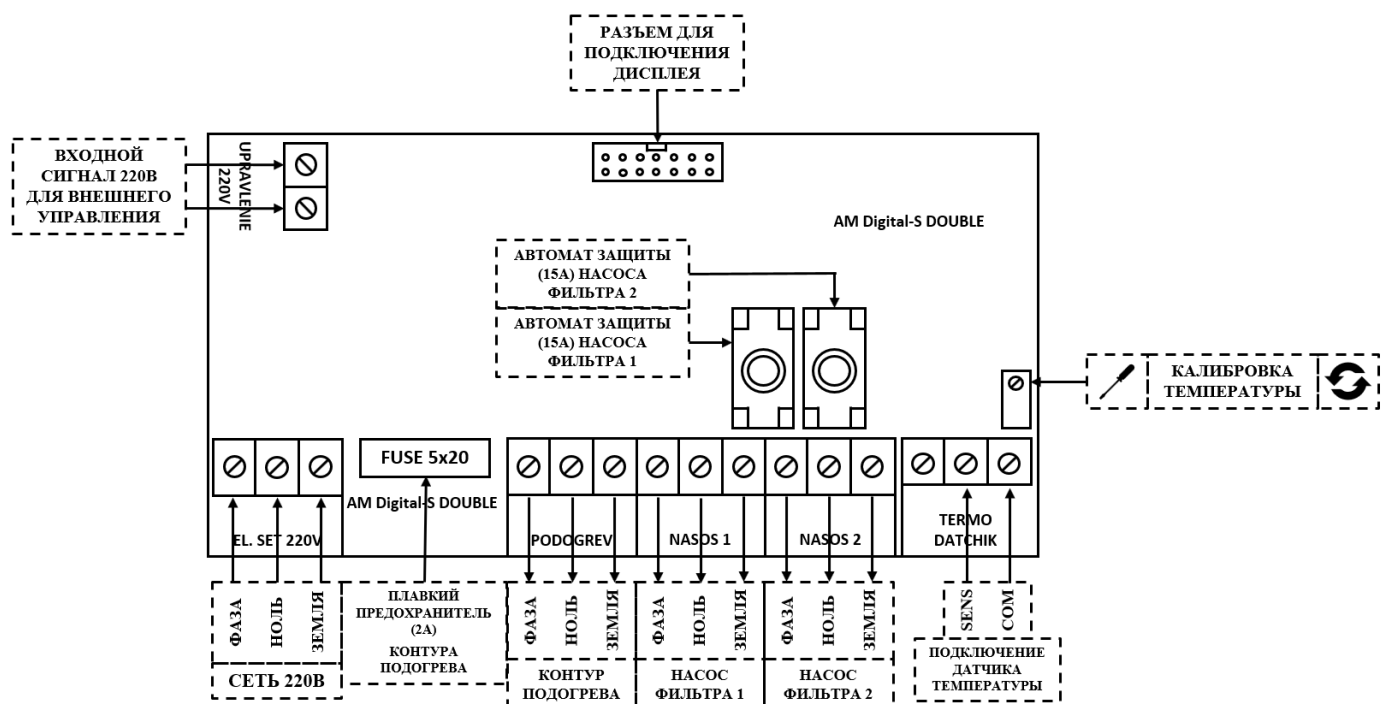 РАЗЪЕМ ДЛЯ
ПОДКЛЮЧЕНИЯ
ДИСПЛЕЯ
ВХОДНОЙ
СИГНАЛ 220В
ДЛЯ ВНЕШНЕГО
УПРАВЛЕНИЯ
UPRAVLENIE
220V
AM Digital-S DOUBLE
АВТОМАТ ЗАЩИТЫ
(15А) НАСОСА
ФИЛЬТРА 2
АВТОМАТ ЗАЩИТЫ
(15А) НАСОСА
ФИЛЬТРА 1
КАЛИБРОВКА
ТЕМПЕРАТУРЫ
FUSE 5x20
AM Digital-S DOUBLE
EL. SET 220V
PODOGREV
NASOS 1
NASOS 2
TERMO
DATCHIK
ФАЗА
НОЛЬ
ЗЕМЛЯ
СЕТЬ 220В
ПЛАВКИЙ
ПРЕДОХРАНИТЕЛЬ
(2А)
КОНТУРА
ПОДОГРЕВА
ФАЗА
НОЛЬ
ЗЕМЛЯ
КОНТУР
ПОДОГРЕВА
ФАЗА
НОЛЬ
ЗЕМЛЯ
НАСОС
ФИЛЬТРА 1
ФАЗА
НОЛЬ
ЗЕМЛЯ
НАСОС
ФИЛЬТРА 2
SENS
COM
ПОДКЛЮЧЕНИЕ
ДАТЧИКА
ТЕМПЕРАТУРЫ